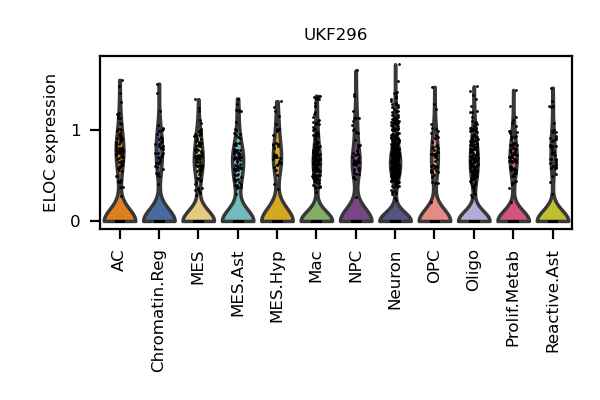 UKF296
ELOC expression
1
0
AC
Chromatin.Reg
MES
MES.Ast
MES.Hyp
Mac
NPC
Neuron
OPC
Oligo
Prolif.Metab
Reactive.Ast